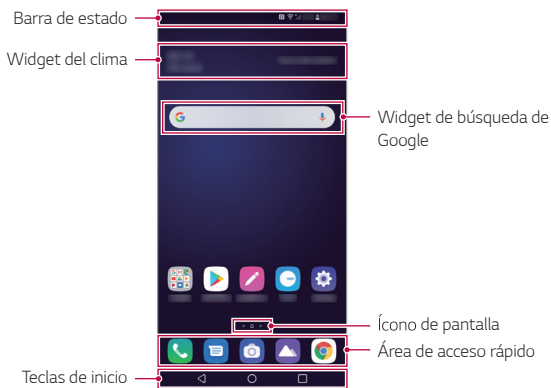 Barra de estado
Widget del clima
Widget de búsqueda de
Google
Ícono de pantalla
Área de acceso rápido
Teclas de inicio